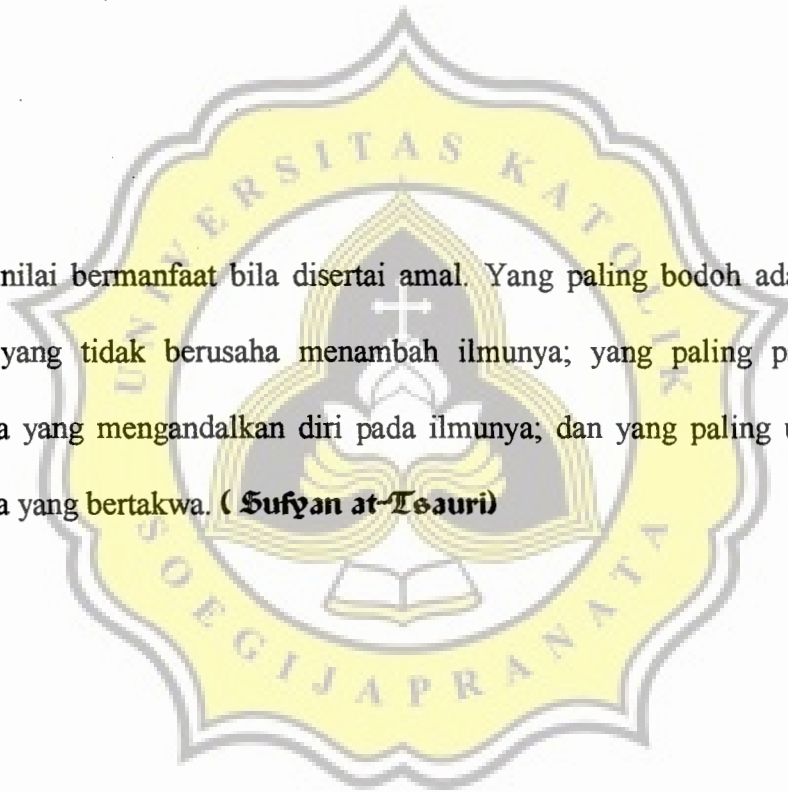 UNIVERSITAS KATOLIK
nilai bermanfaat bila disertai amal. Yang paling bodoh ada
yang tidak berusaha menambah ilmunya; yang paling p
a yang mengandalkan diri pada ilmunya; dan yang paling u
a yang bertakwa. ( Sufyan at-Tsauri)
SOEGIJAPRANATA